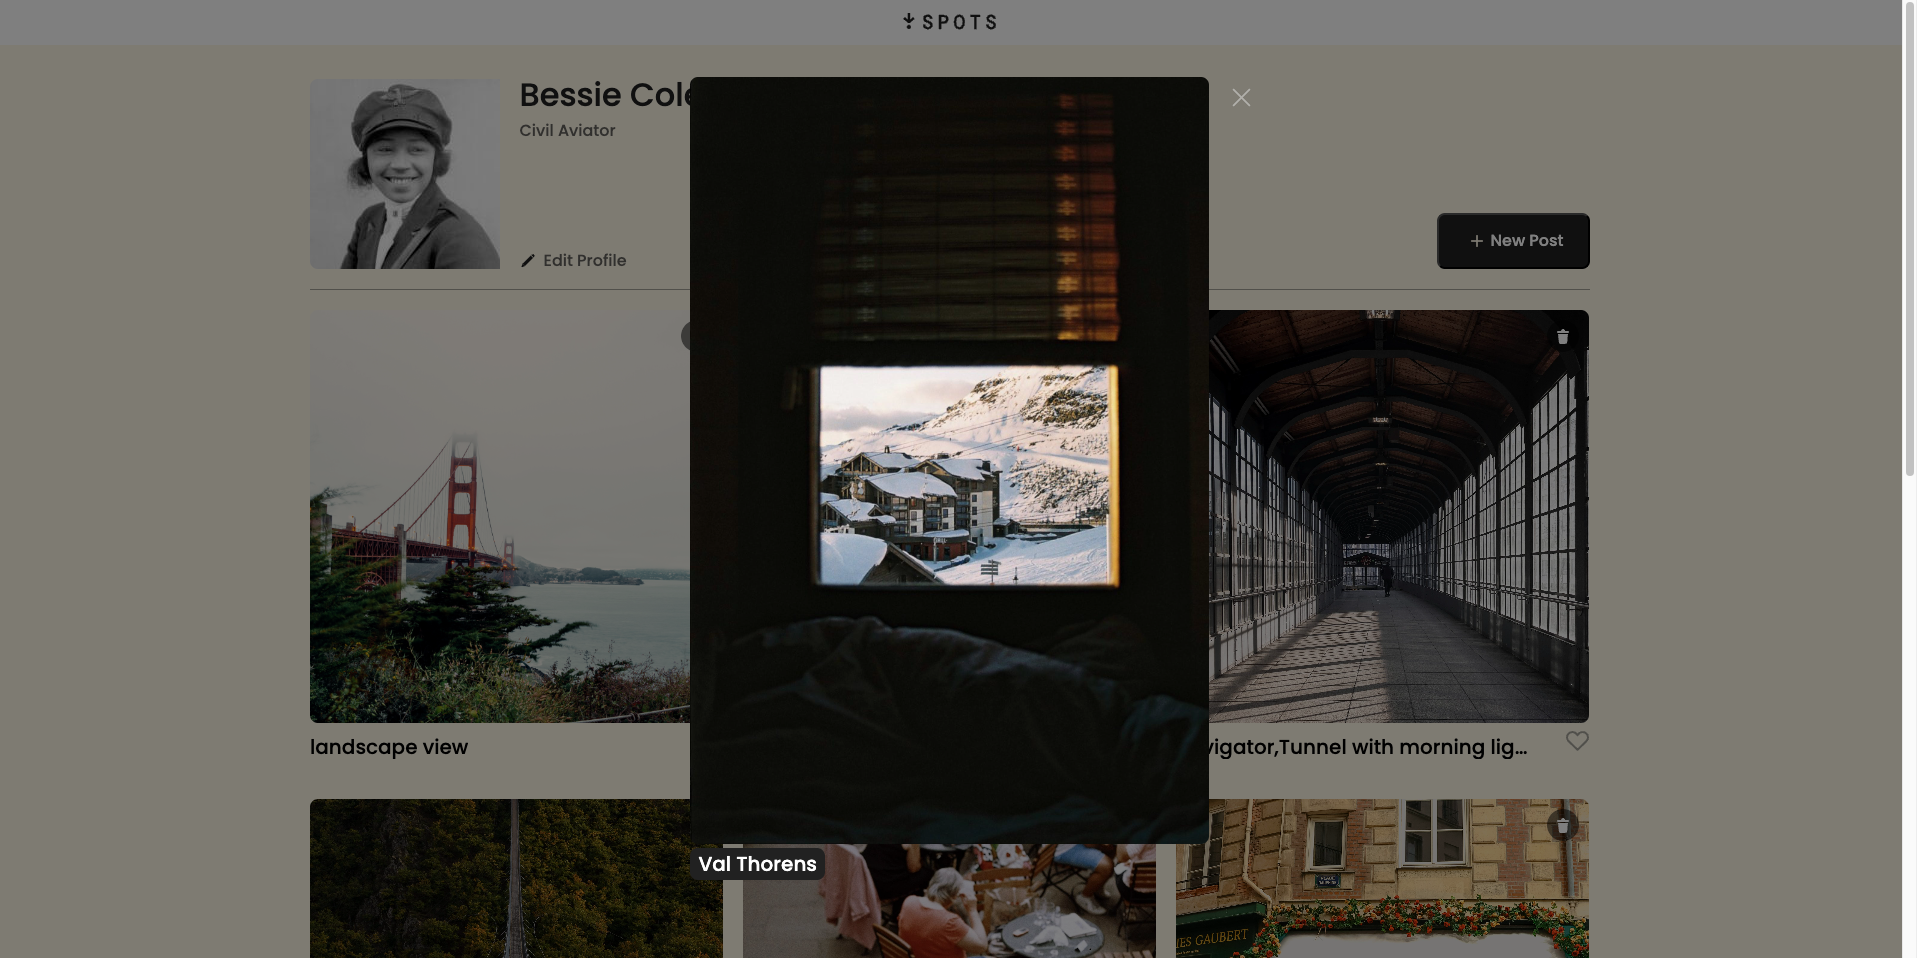 SPOTS
Bessie Cole
Civil Aviator
Edit Profile
+ New Post
landscape view
vigator,Tunnel with morning lig...
Val Thorens
IES GAUBERT